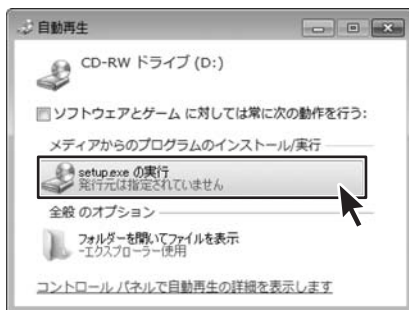 自動再生
CD-RW ドライブ (D:)
ソフトウェアとゲーム に対しては常に次の動作を行う:
メディアからのプログラムのインストール/実行
setup.exe の実行
発行元は指定されていません
全般 のオプション
フォルダーを開いてファイルを表示
-エクスプローラー使用
コントロール パネルで自動再生の詳細を表示します